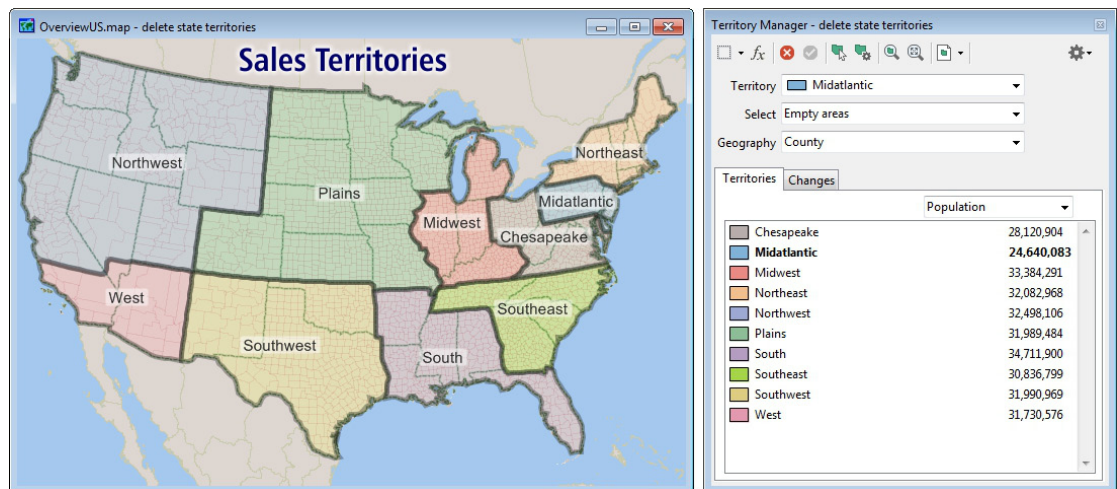 OverviewUS.map - delete state territories
Sales Territories
Northwest
Plains
Northeast
Midatlantic
Midwest
Chesapeake
West
Southeast
Southwest
South
Territory Manager - delete state territories
fx
Territory Midatlantic
Select Empty areas
Geography County
Territories Changes
Population
Chesapeake 28,120,904
Midatlantic 24,640,083
Midwest 33,384,291
Northeast 32,082,968
Northwest 32,498,106
Plains 31,989,484
South 34,711,900
Southeast 30,836,799
Southwest 31,990,969
West 31,730,576